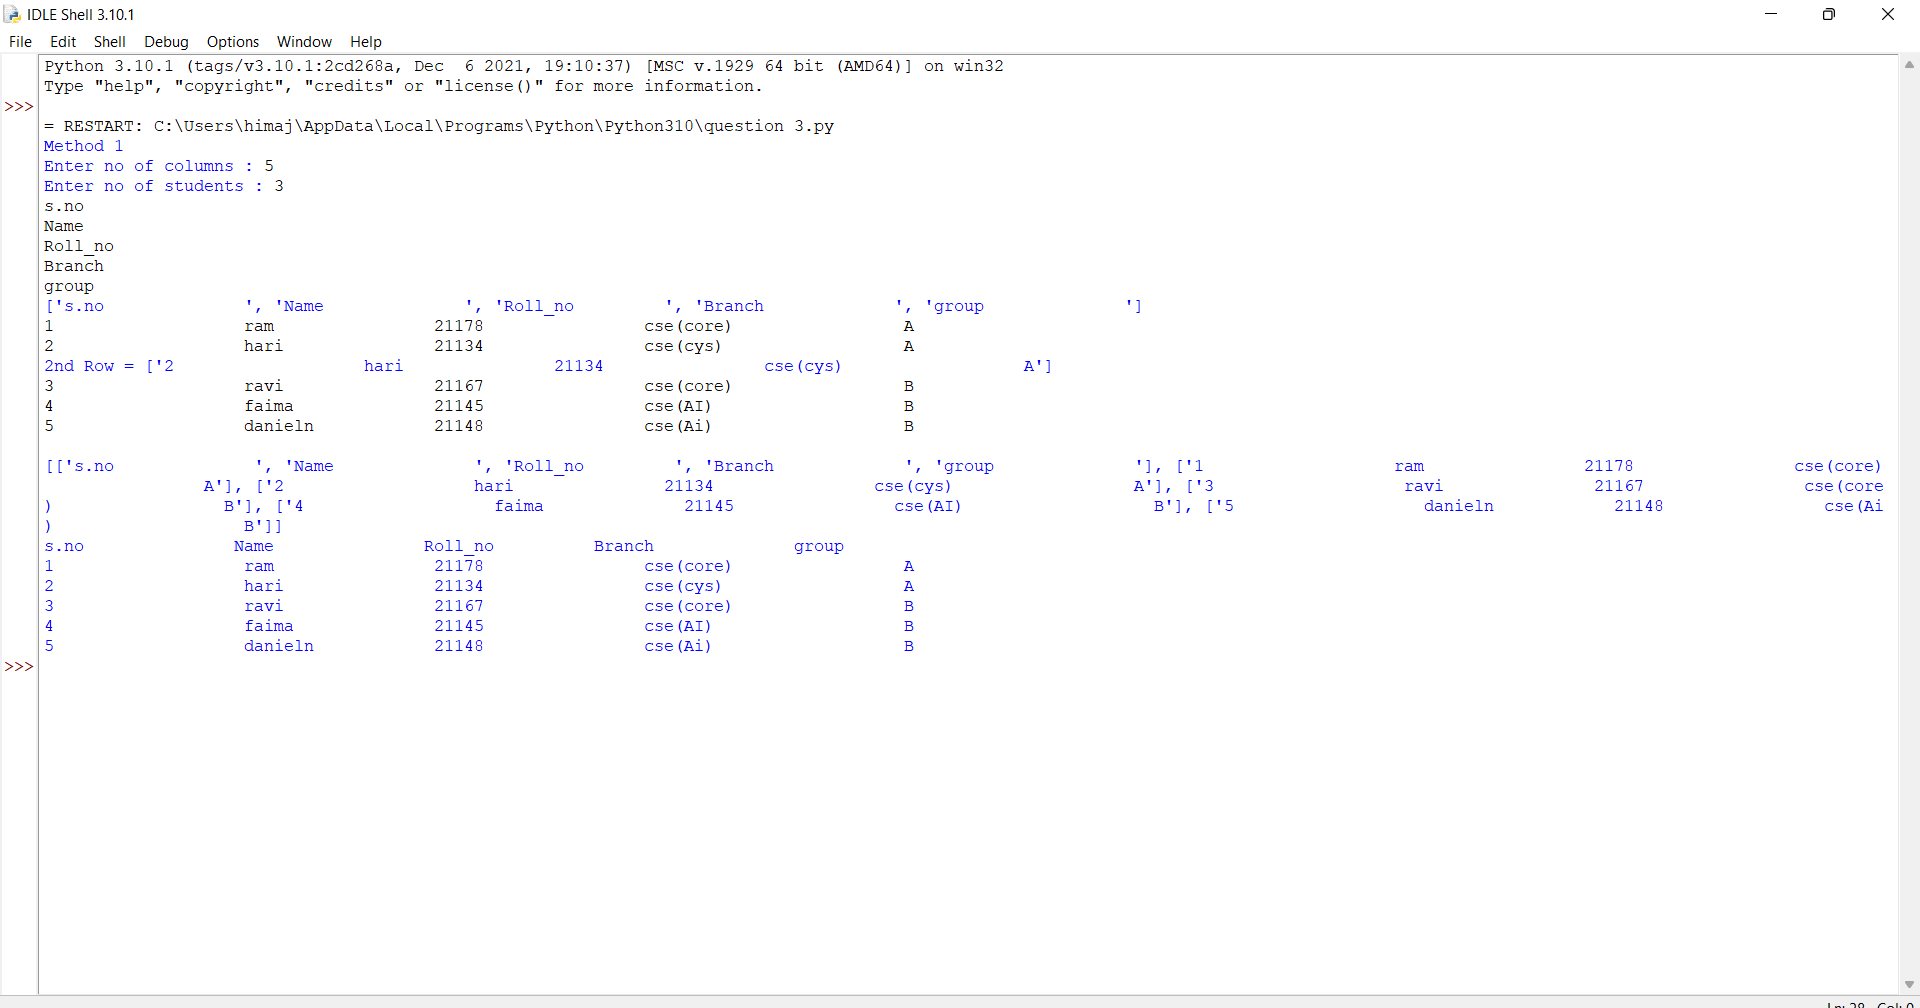 IDLE Shell 3.10.1
File Edit Shell Debug Options Window Help
Python 3.10.1 (tags/v3.10.1:2cd268a, Dec  6 2021, 19:10:37) [MSC v.1929 64 bit (AMD64)] on win32
Type "help", "copyright", "credits" or "license()" for more information.
>>>
= RESTART: C:\Users\himaj\AppData\Local\Programs\Python\Python310\question 3.py
Method 1
Enter no of columns : 5
Enter no of students : 3
s.no
Name
Roll_no
Branch
group
['s.no              ', 'Name              ', 'Roll_no         ', 'Branch             ', 'group              ']
1                   ram                21178                cse(core)                 A
2                   hari               21134                cse(cys)                  A
2nd Row = ['2                   hari               21134                cse(cys)                  A']
3                   ravi               21167                cse(core)                 B
4                   faima              21145                cse(AI)                   B
5                   danieln            21148                cse(Ai)                   B
[['s.no              ', 'Name              ', 'Roll_no         ', 'Branch             ', 'group              '], ['1                   ram                21178                cse(core)
                A'], ['2                   hari               21134                cse(cys)                  A'], ['3                   ravi               21167                cse(core
)                 B'], ['4                   faima              21145                cse(AI)                   B'], ['5                   danieln            21148                cse(Ai
)                   B']]
s.no               Name               Roll_no          Branch              group
1                   ram                21178                cse(core)                 A
2                   hari               21134                cse(cys)                  A
3                   ravi               21167                cse(core)                 B
4                   faima              21145                cse(AI)                   B
5                   danieln            21148                cse(Ai)                   B
>>>